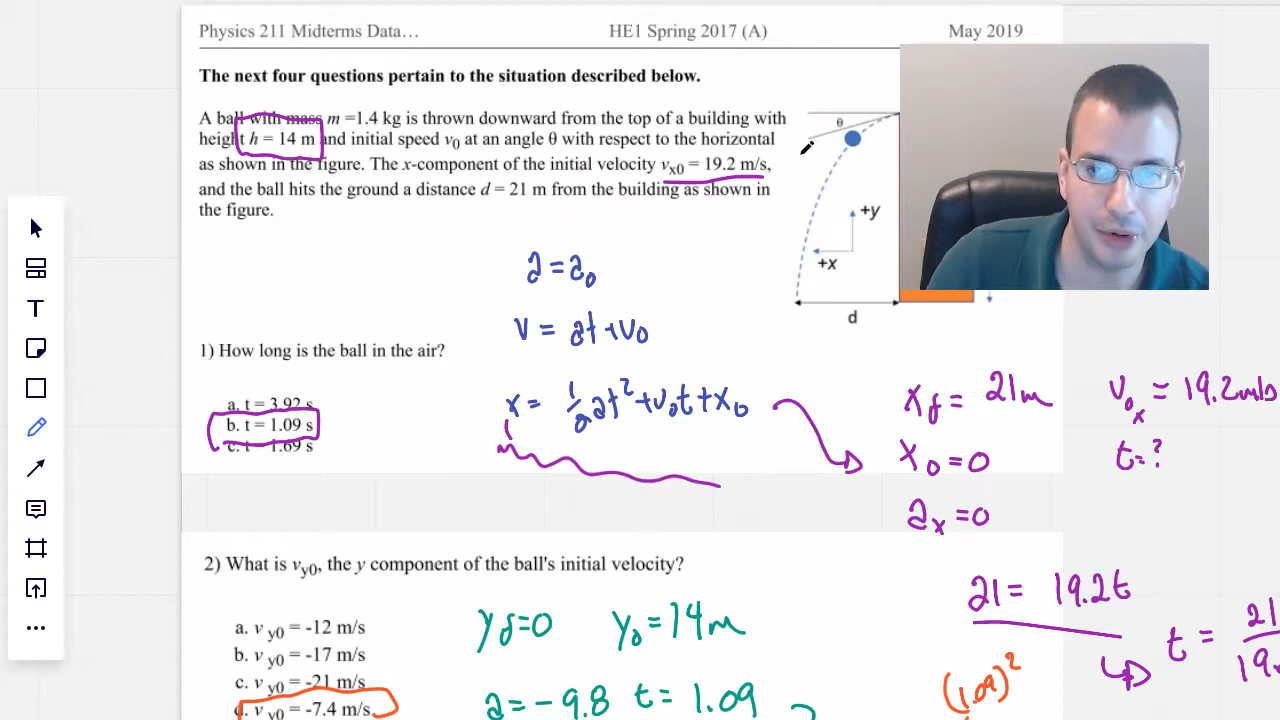 Physics 211 Midterms Data… HE1 Spring 2017 (A) May 2019
The next four questions pertain to the situation described below.
A ball with mass m =1.4 kg is thrown downward from the top of a building with
height h = 14 m and initial speed v0 at an angle θ with respect to the horizontal
as shown in the figure. The x-component of the initial velocity vx0 = 19.2 m/s,
and the ball hits the ground a distance d = 21 m from the building as shown in
the figure.
θ
+y
+x
d
a = a0
v = at + v0
1) How long is the ball in the air?
a. t = 3.92 s
b. t = 1.09 s
c. t = 1.69 s
x = 1/2 at² + v0t + x0
xf = 21m
x0 = 0
ax = 0
v0x = 19.2m/s
t = ?
21 = 19.2t
t = 21
2) What is vy0, the y component of the ball's initial velocity?
a. v y0 = -12 m/s
b. v y0 = -17 m/s
c. v y0 = -21 m/s
d. v y0 = -7.4 m/s
yf=0 y0=14m
a = -9.8 t = 1.09
(1.09)²
T